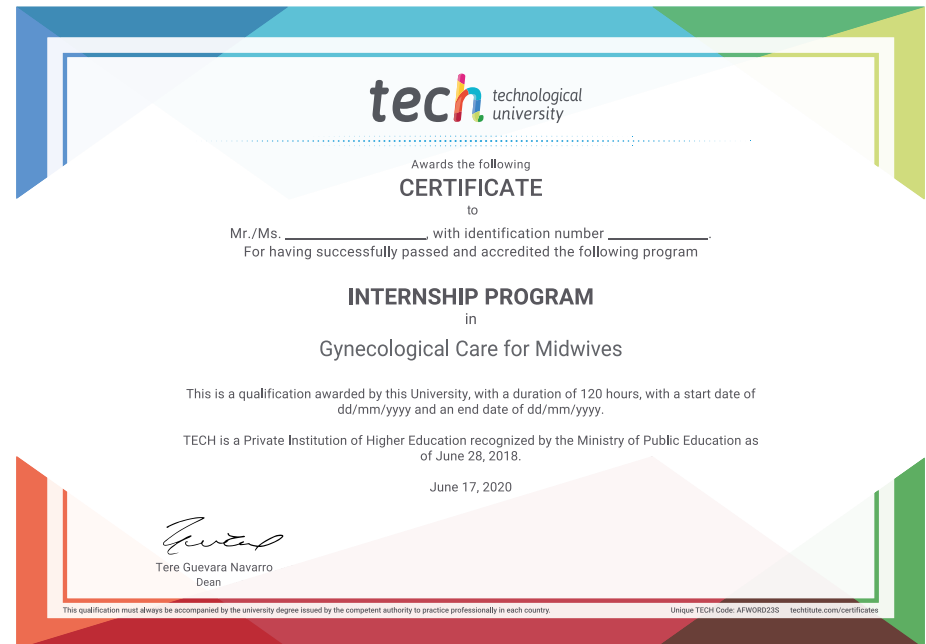 tech technological
university
Awards the following
CERTIFICATE
to
Mr./Ms. ____________________, with identification number ______________.
For having successfully passed and accredited the following program
INTERNSHIP PROGRAM
in
Gynecological Care for Midwives
This is a qualification awarded by this University, with a duration of 120 hours, with a start date of
dd/mm/yyyy and an end date of dd/mm/yyyy.
TECH is a Private Institution of Higher Education recognized by the Ministry of Public Education as
of June 28, 2018.
June 17, 2020
Tere Guevara Navarro
Dean
This qualification must always be accompanied by the university degree issued by the competent authority to practice professionally in each country. Unique TECH Code: AFWORD23S techtitute.com/certificates